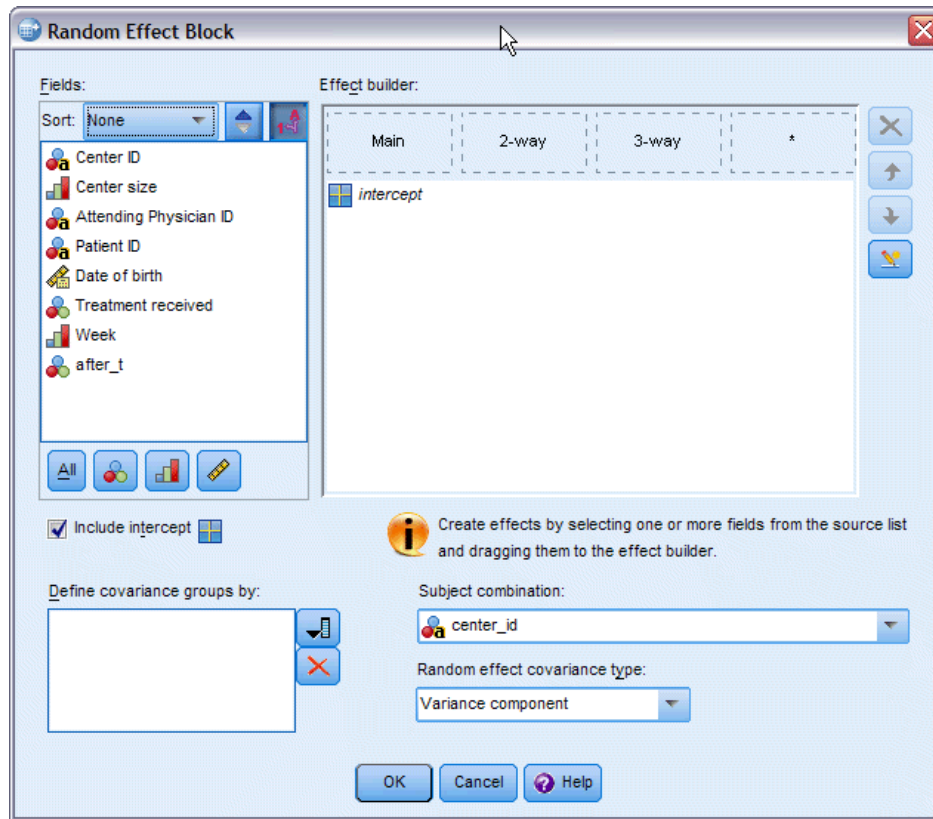 Random Effect Block
Fields:
Effect builder:
Sort: None
Main 2-way 3-way *
Center ID
Center size
Attending Physician ID
Patient ID
Date of birth
Treatment received
Week
after_t
intercept
All
Include intercept
Create effects by selecting one or more fields from the source list
and dragging them to the effect builder.
Define covariance groups by:
Subject combination:
center_id
Random effect covariance type:
Variance component
OK Cancel Help